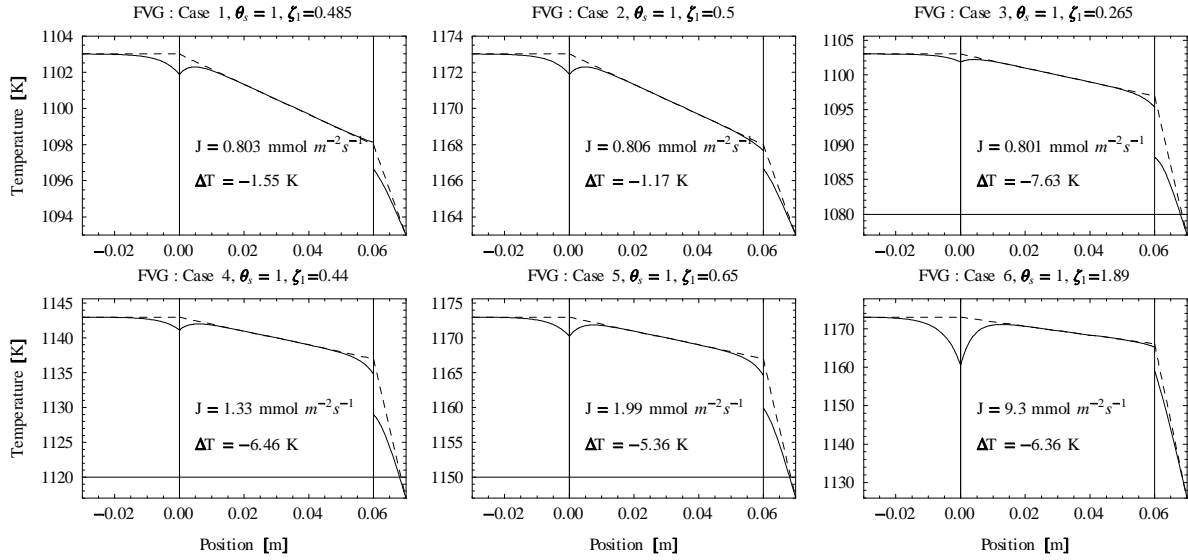 FVG : Case 1, θs = 1, ζ1=0.485
FVG : Case 2, θs = 1, ζ1=0.5
FVG : Case 3, θs = 1, ζ1=0.265
Temperature [K]
1104
1102
1100
1098
1096
1094
J = 0.803 mmol m−2s−1
ΔT = −1.55 K
−0.02 0.00 0.02 0.04 0.06
1174
1172
1170
1168
1166
1164
J = 0.806 mmol m−2s−1
ΔT = −1.17 K
−0.02 0.00 0.02 0.04 0.06
1105
1100
1095
1090
1085
1080
J = 0.801 mmol m−2s−1
ΔT = −7.63 K
−0.02 0.00 0.02 0.04 0.06
FVG : Case 4, θs = 1, ζ1=0.44
FVG : Case 5, θs = 1, ζ1=0.65
FVG : Case 6, θs = 1, ζ1=1.89
Temperature [K]
1145
1140
1135
1130
1125
1120
J = 1.33 mmol m−2s−1
ΔT = −6.46 K
−0.02 0.00 0.02 0.04 0.06
Position [m]
1175
1170
1165
1160
1155
1150
J = 1.99 mmol m−2s−1
ΔT = −5.36 K
−0.02 0.00 0.02 0.04 0.06
Position [m]
1170
1160
1150
1140
1130
J = 9.3 mmol m−2s−1
ΔT = −6.36 K
−0.02 0.00 0.02 0.04 0.06
Position [m]